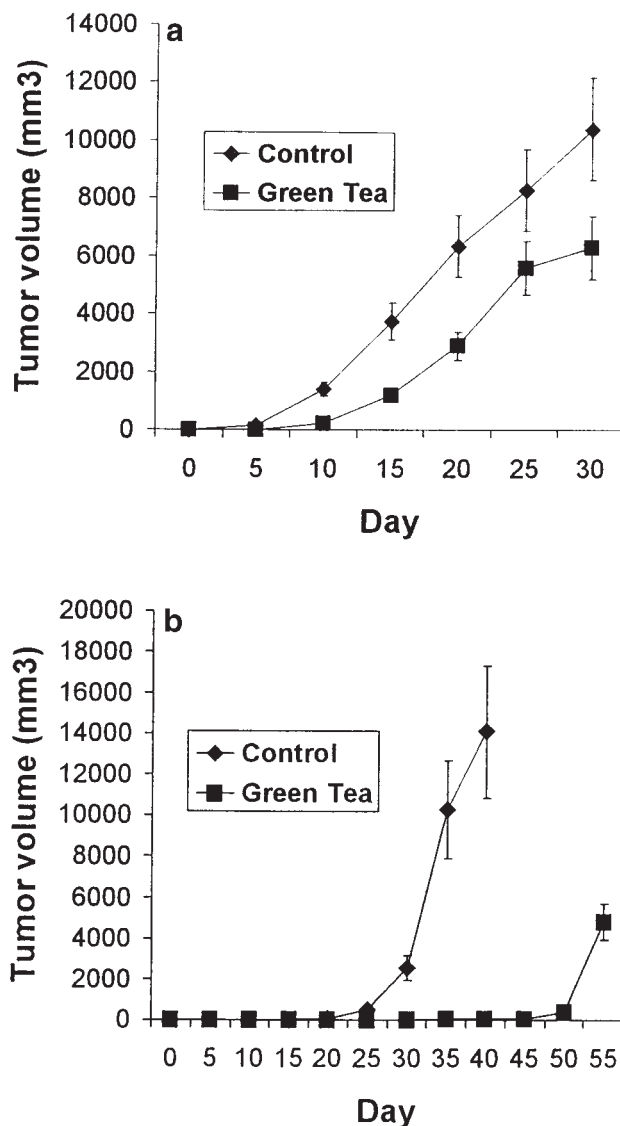 a
Tumor volume (mm3)
14000
12000
10000
8000
6000
4000
2000
0
Control
Green Tea
0 5 10 15 20 25 30
Day
b
Tumor volume (mm3)
20000
18000
16000
14000
12000
10000
8000
6000
4000
2000
0
Control
Green Tea
0 5 10 15 20 25 30 35 40 45 50 55
Day